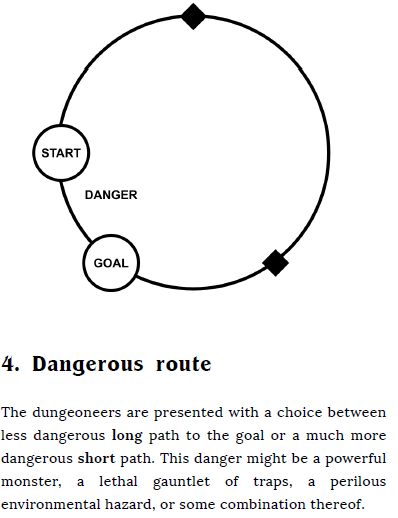 START
DANGER
GOAL
4. Dangerous route
The dungeoneers are presented with a choice between
less dangerous long path to the goal or a much more
dangerous short path. This danger might be a powerful
monster, a lethal gauntlet of traps, a perilous
environmental hazard, or some combination thereof.